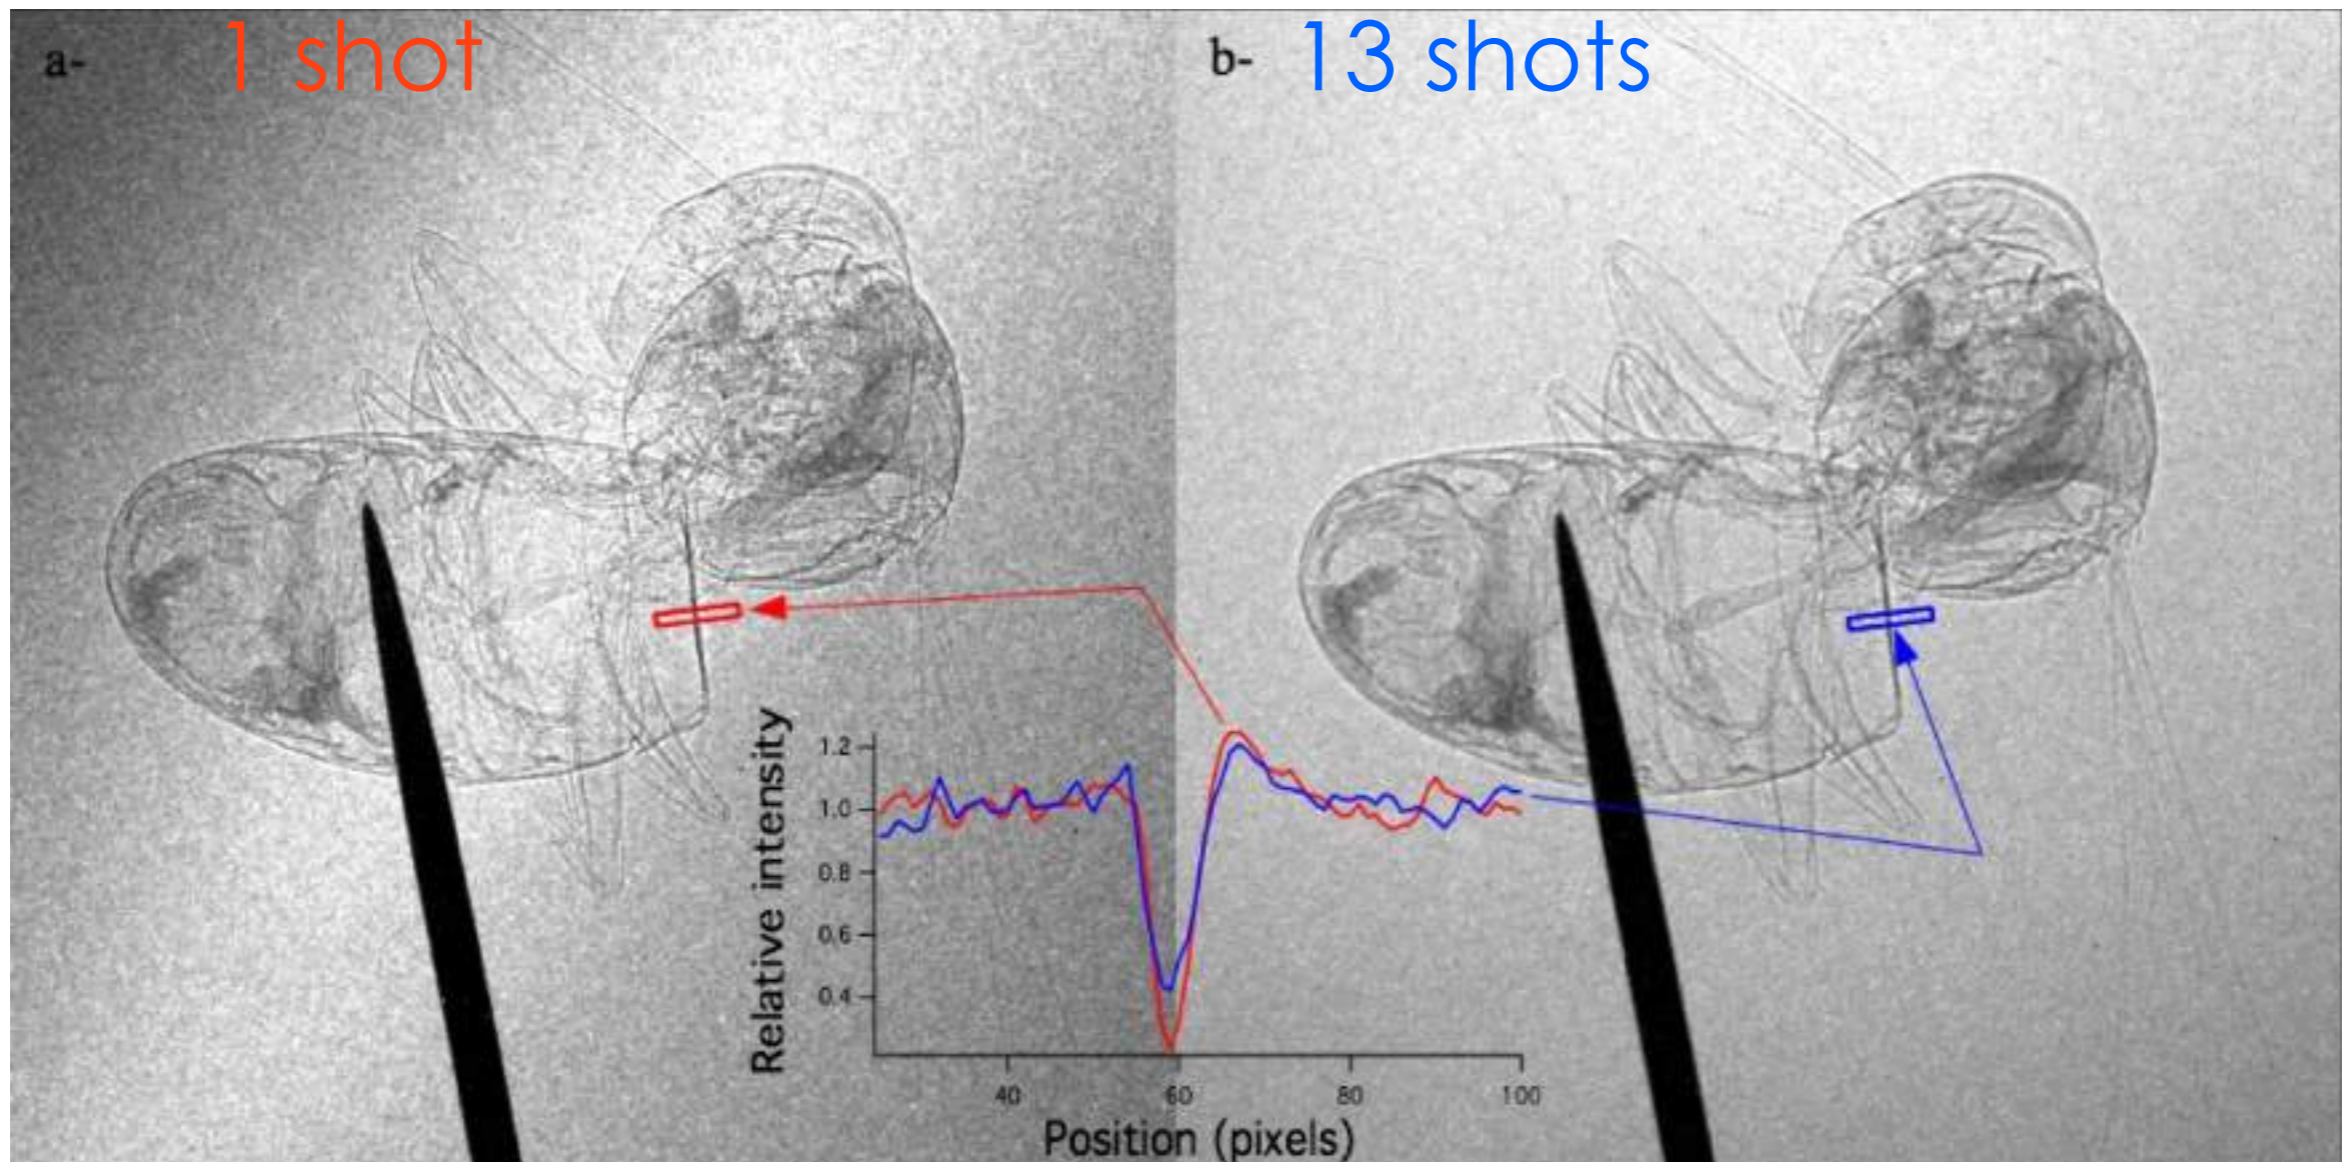 a-
1 shot
b-
13 shots
Relative intensity
1.2
1.0
0.8
0.6
0.4
40
60
80
100
Position (pixels)